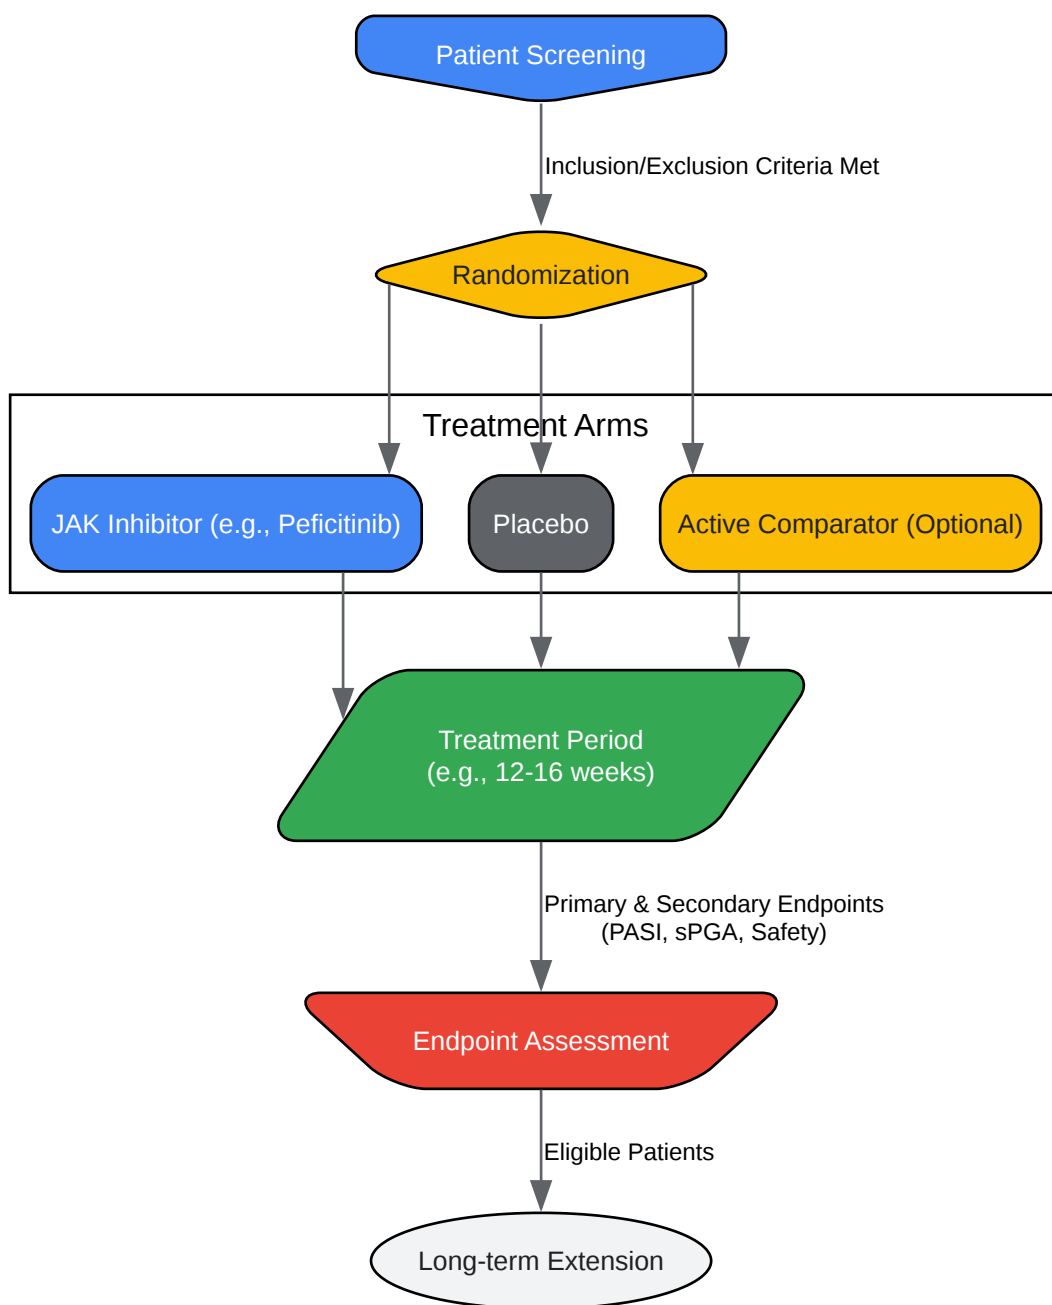 Patient Screening
Inclusion/Exclusion Criteria Met
Randomization
Treatment Arms
JAK Inhibitor (e.g., Peficitinib)
Placebo
Active Comparator (Optional)
Treatment Period
(e.g., 12-16 weeks)
Primary & Secondary Endpoints
(PASI, sPGA, Safety)
Endpoint Assessment
Eligible Patients
Long-term Extension